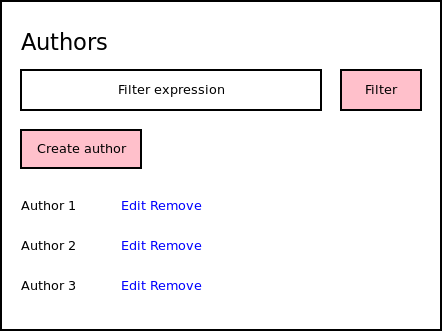 Authors
Filter expression Filter
Create author
Author 1 Edit Remove
Author 2 Edit Remove
Author 3 Edit Remove